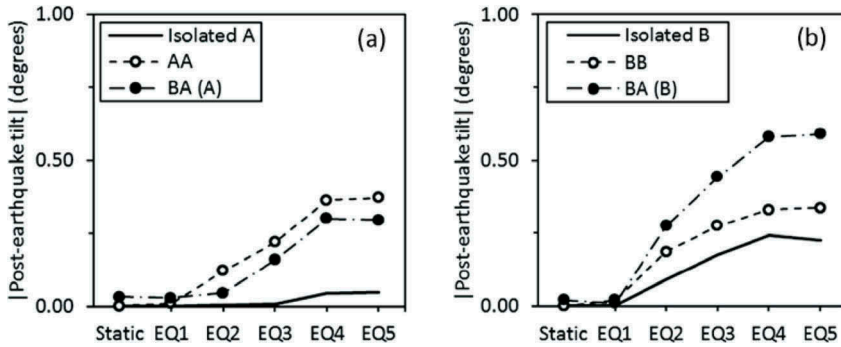 |Post-earthquake tilt| (degrees)
1.00
0.50
0.00
Isolated A
AA
BA (A)
(a)
Static EQ1 EQ2 EQ3 EQ4 EQ5
|Post-earthquake tilt| (degrees)
1.00
0.50
0.00
Isolated B
BB
BA (B)
(b)
Static EQ1 EQ2 EQ3 EQ4 EQ5